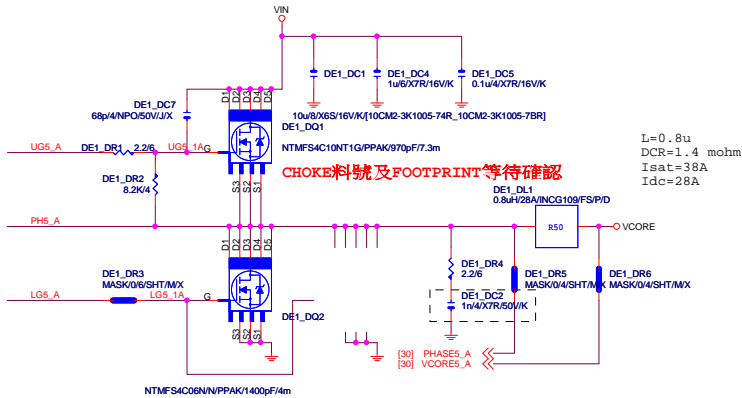 VIN
DE1_DC1
DE1_DC4
1u/6/X7R/16V/K
DE1_DC5
0.1u/4/X7R/16V/K
DE1_DC7
68p/4/NPO/50V/J/X
D1
D2
D3
D4
D5
10u/8/X6S/16V/K/[10CM2-3K1005-74R_10CM2-3K1005-7BR]
DE1_DQ1
NTMFS4C10NT1G/PPAK/970pF/7.3m
UG5_A
DE1_DR1
2.2/6
UG5_1A
G
DE1_DR2
8.2K/4
S3
S2
S1
CHOKE料號及FOOTPRINT等待確認
L=0.8u
DCR=1.4 mohm
Isat=38A
Idc=28A
DE1_DL1
0.8uH/28A/INCG109/FS/P/D
R50
VCORE
PH5_A
D1
D2
D3
D4
D5
DE1_DR4
2.2/6
DE1_DC2
1n/4/X7R/50V/K
DE1_DR5
MASK/0/4/SHT/M/X
DE1_DR6
MASK/0/4/SHT/M/X
DE1_DR3
MASK/0/6/SHT/M/X
LG5_A
LG5_1A
G
S3
S2
S1
DE1_DQ2
[30] PHASE5_A
[30] VCORE5_A
NTMFS4C06N/N/PPAK/1400pF/4m